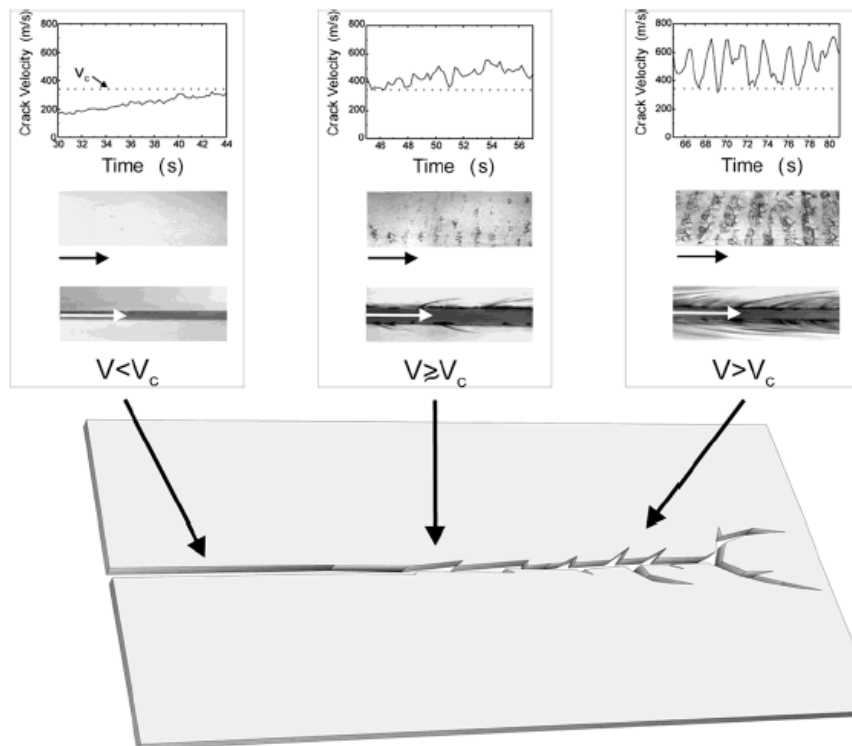 Crack Velocity (m/s)
800
600
400
200
0
V_c
30 34 36 38 40 42 44
Time (s)
V<V_c
Crack Velocity (m/s)
800
600
400
200
0
46 48 50 52 54 56
Time (s)
V≳V_c
Crack Velocity (m/s)
800
600
400
200
0
66 68 70 72 74 76 78 80
Time (s)
V>V_c